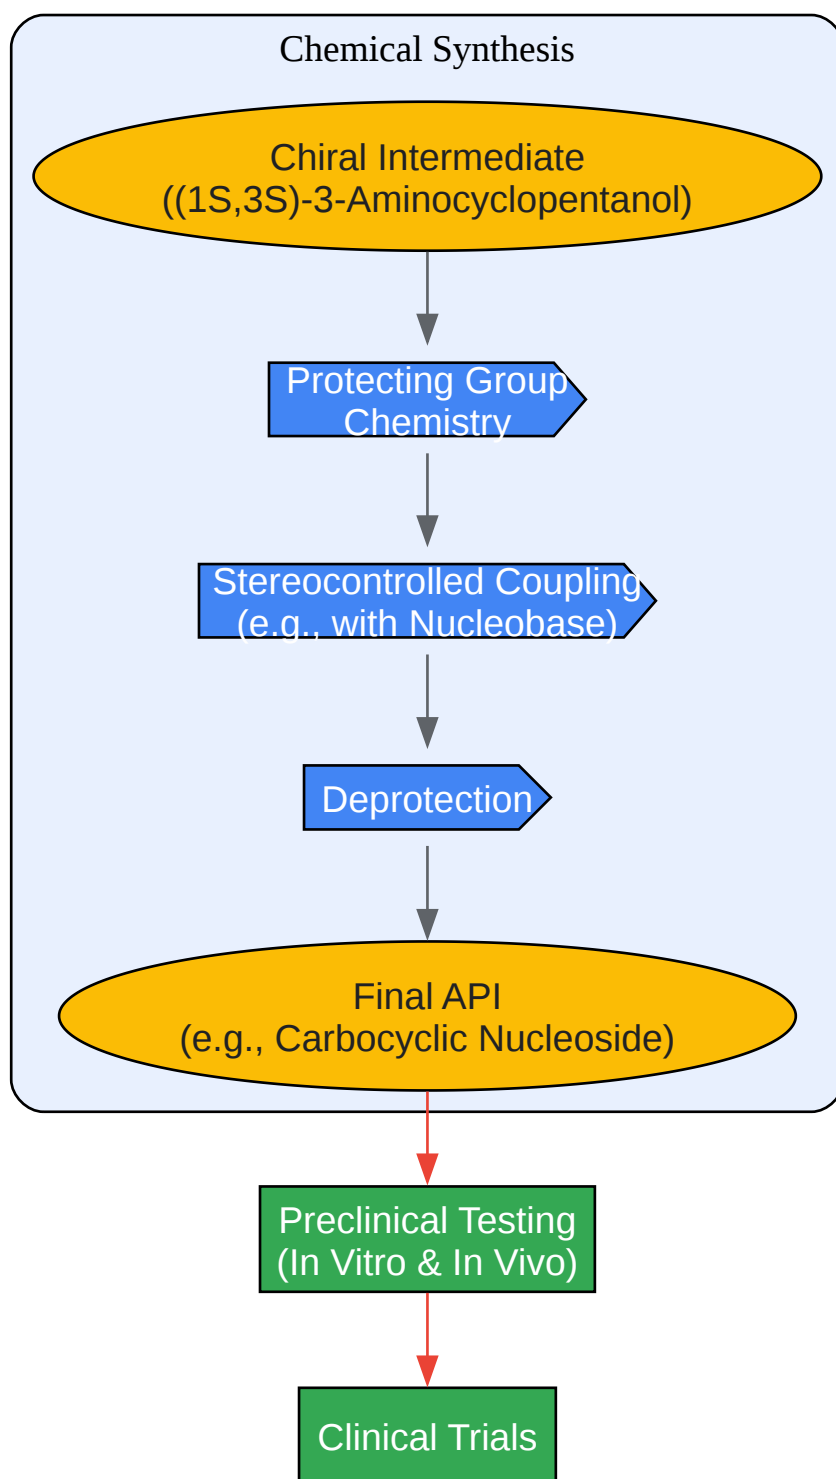 Chemical Synthesis
Chiral Intermediate
((1S,3S)-3-Aminocyclopentanol)
Protecting Group
Chemistry
Stereocontrolled Coupling
(e.g., with Nucleobase)
Deprotection
Final API
(e.g., Carbocyclic Nucleoside)
Preclinical Testing
(In Vitro & In Vivo)
Clinical Trials